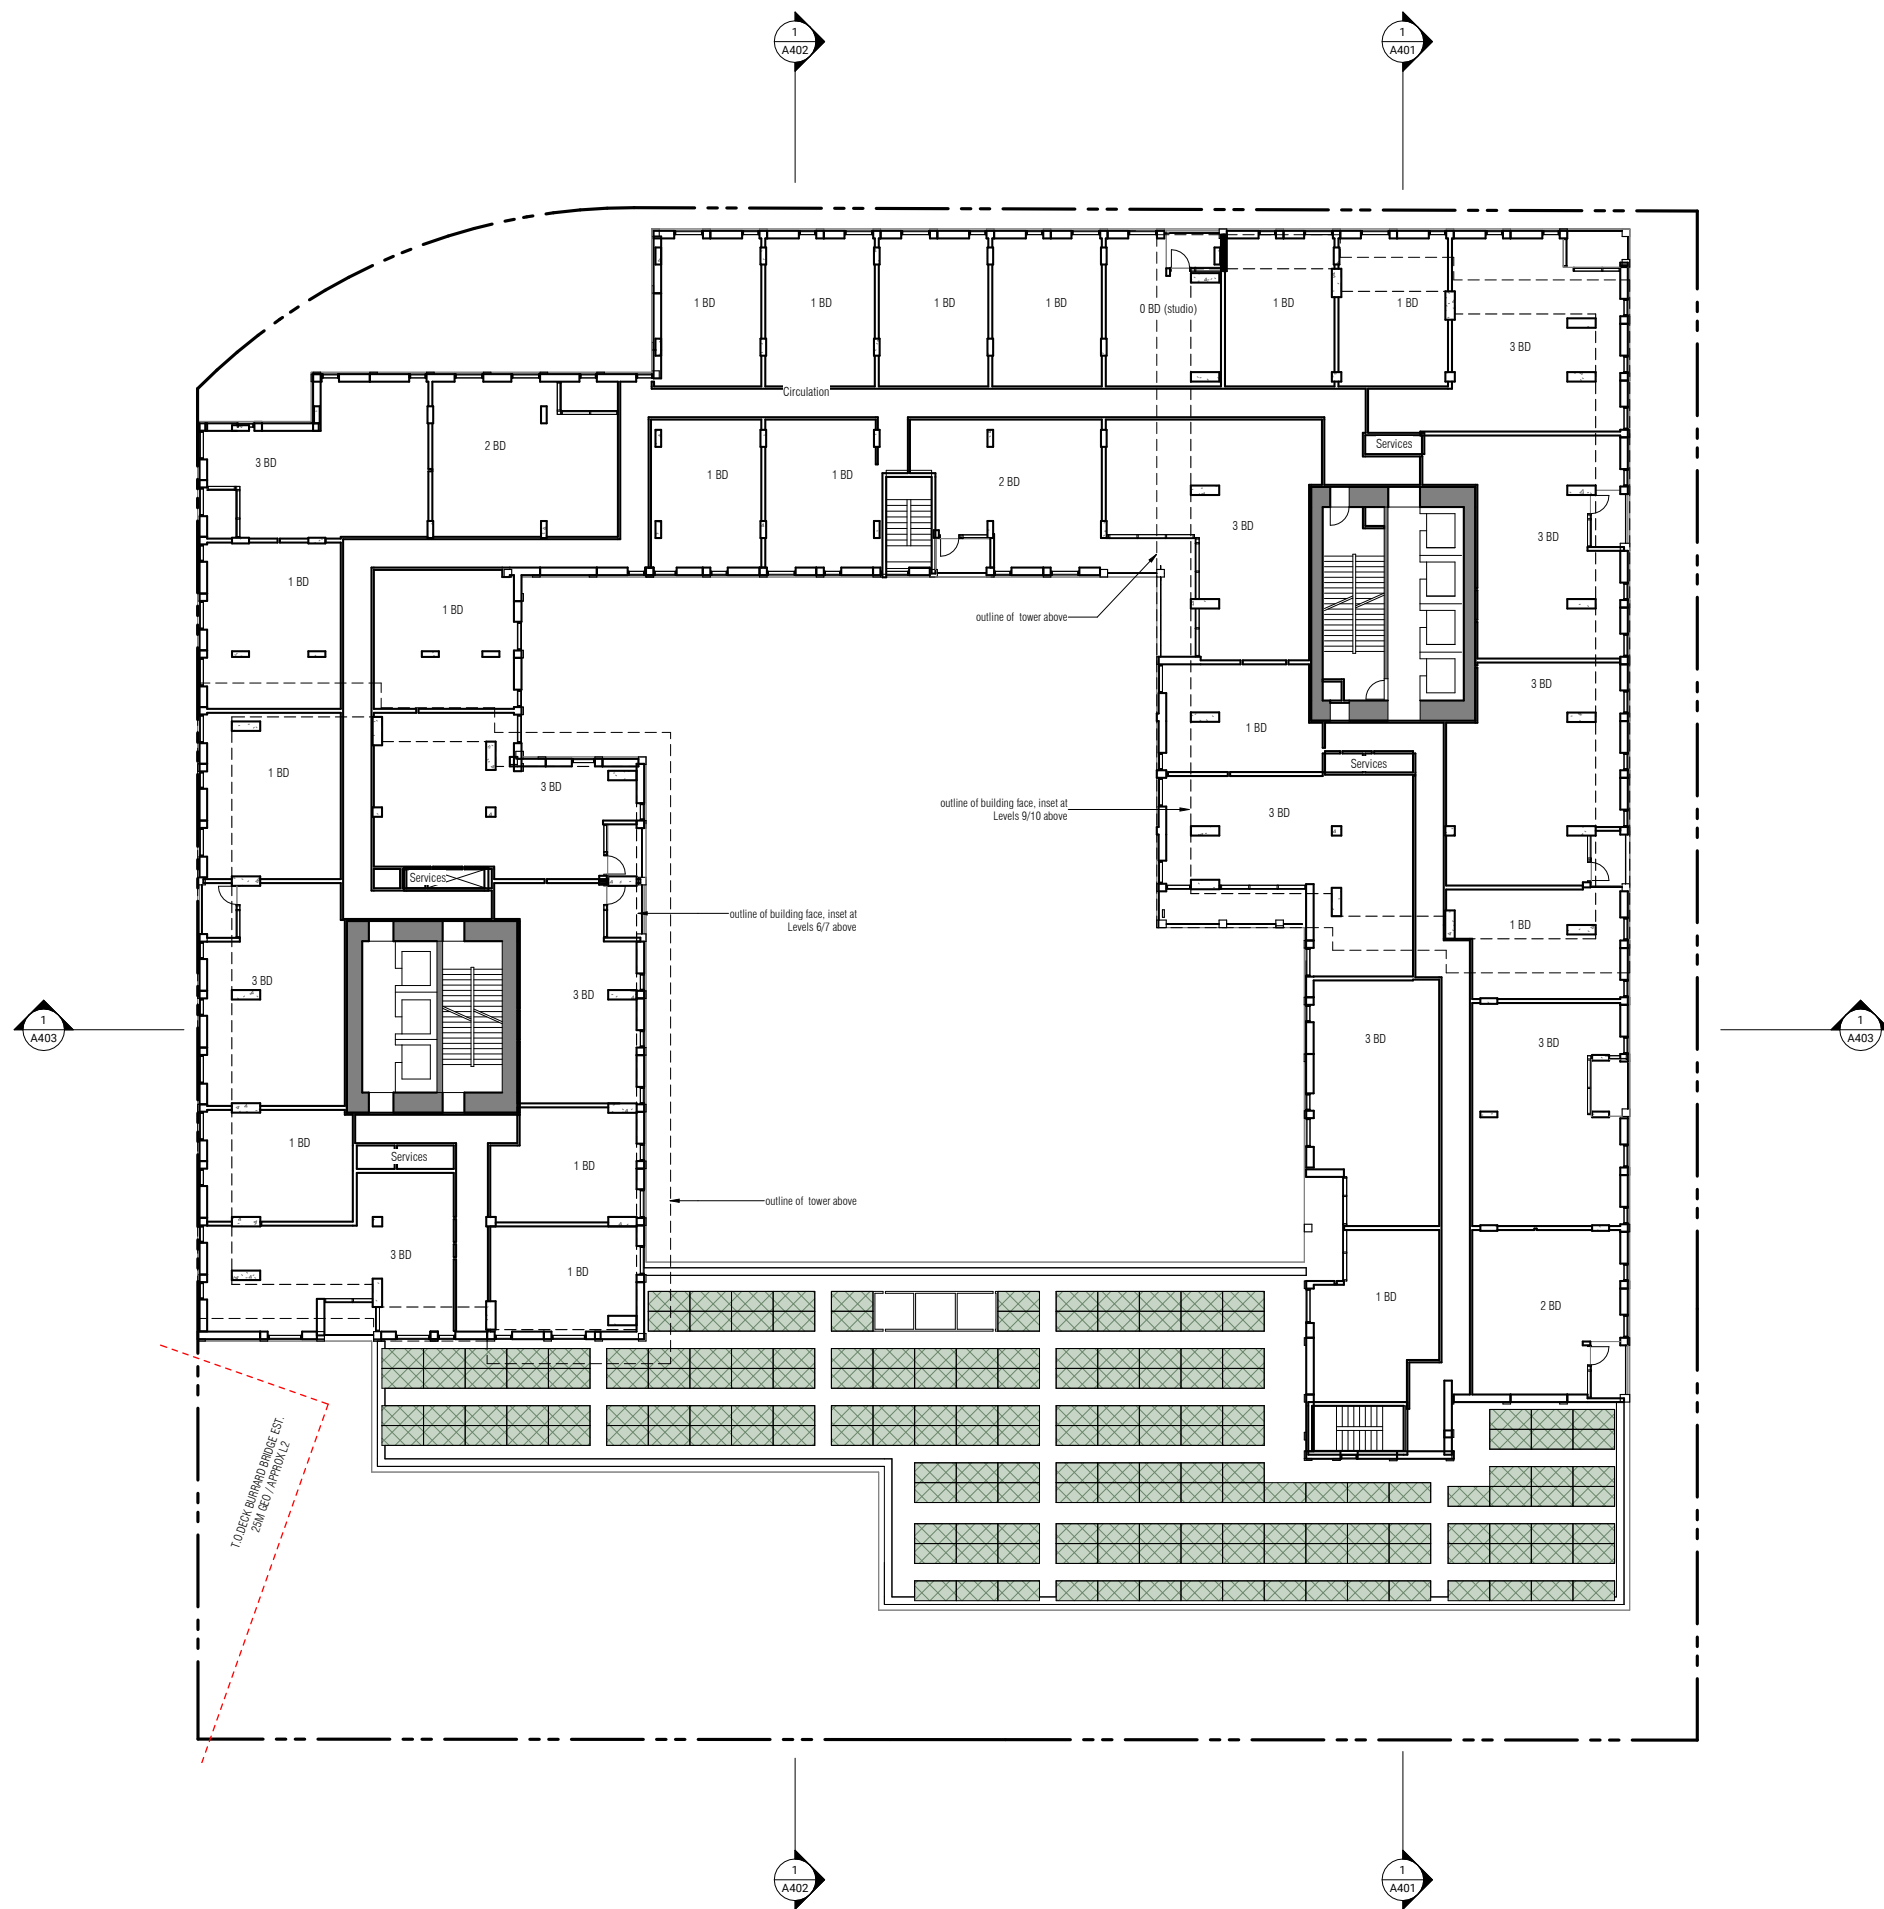 1
A402
1
A401
1 BD
1 BD
1 BD
1 BD
0 BD (studio)
1 BD
1 BD
3 BD
Circulation
3 BD
2 BD
1 BD
1 BD
2 BD
3 BD
Services
3 BD
1 BD
1 BD
outline of tower above
3 BD
1 BD
Services
1 BD
3 BD
outline of building face, inset at
Levels 9/10 above
3 BD
Services
outline of building face, inset at
Levels 6/7 above
1 BD
3 BD
3 BD
1
A403
3 BD
3 BD
1
A403
1 BD
Services
1 BD
outline of tower above
3 BD
1 BD
1 BD
2 BD
T.O.DECK BURRARD BRIDGE EST.
25M GEO / APPROX L2
1
A402
1
A401